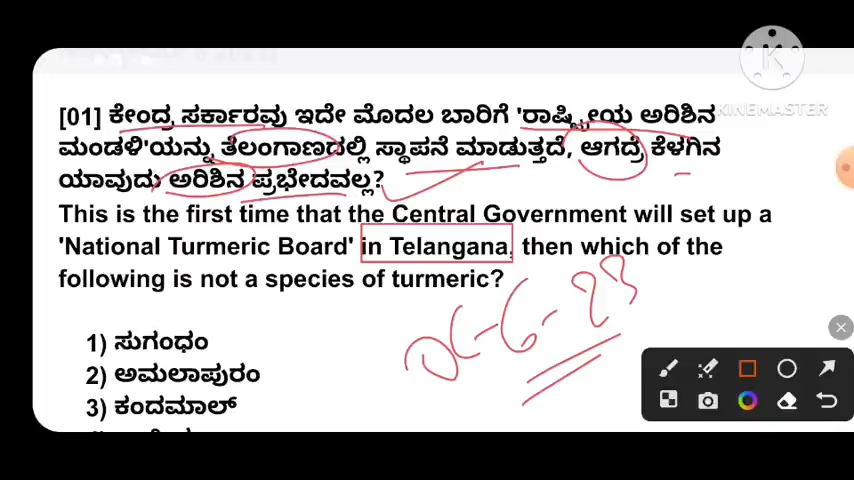 KINEMASTER
[01] ಕೇಂದ್ರ ಸರ್ಕಾರವು ಇದೇ ಮೊದಲ ಬಾರಿಗೆ 'ರಾಷ್ಟ್ರೀಯ ಅರಿಶಿನ
ಮಂಡಳಿ'ಯನ್ನು ತೆಲಂಗಾಣದಲ್ಲಿ ಸ್ಥಾಪನೆ ಮಾಡುತ್ತದೆ, ಆಗದ್ರೆ ಕೆಳಗಿನ
ಯಾವುದು ಅರಿಶಿನ ಪ್ರಭೇದವಲ್ಲ?
This is the first time that the Central Government will set up a
'National Turmeric Board' in Telangana, then which of the
following is not a species of turmeric?
1) ಸುಗಂಧಂ
2) ಅಮಲಾಪುರಂ
3) ಕಂದಮಾಲ್